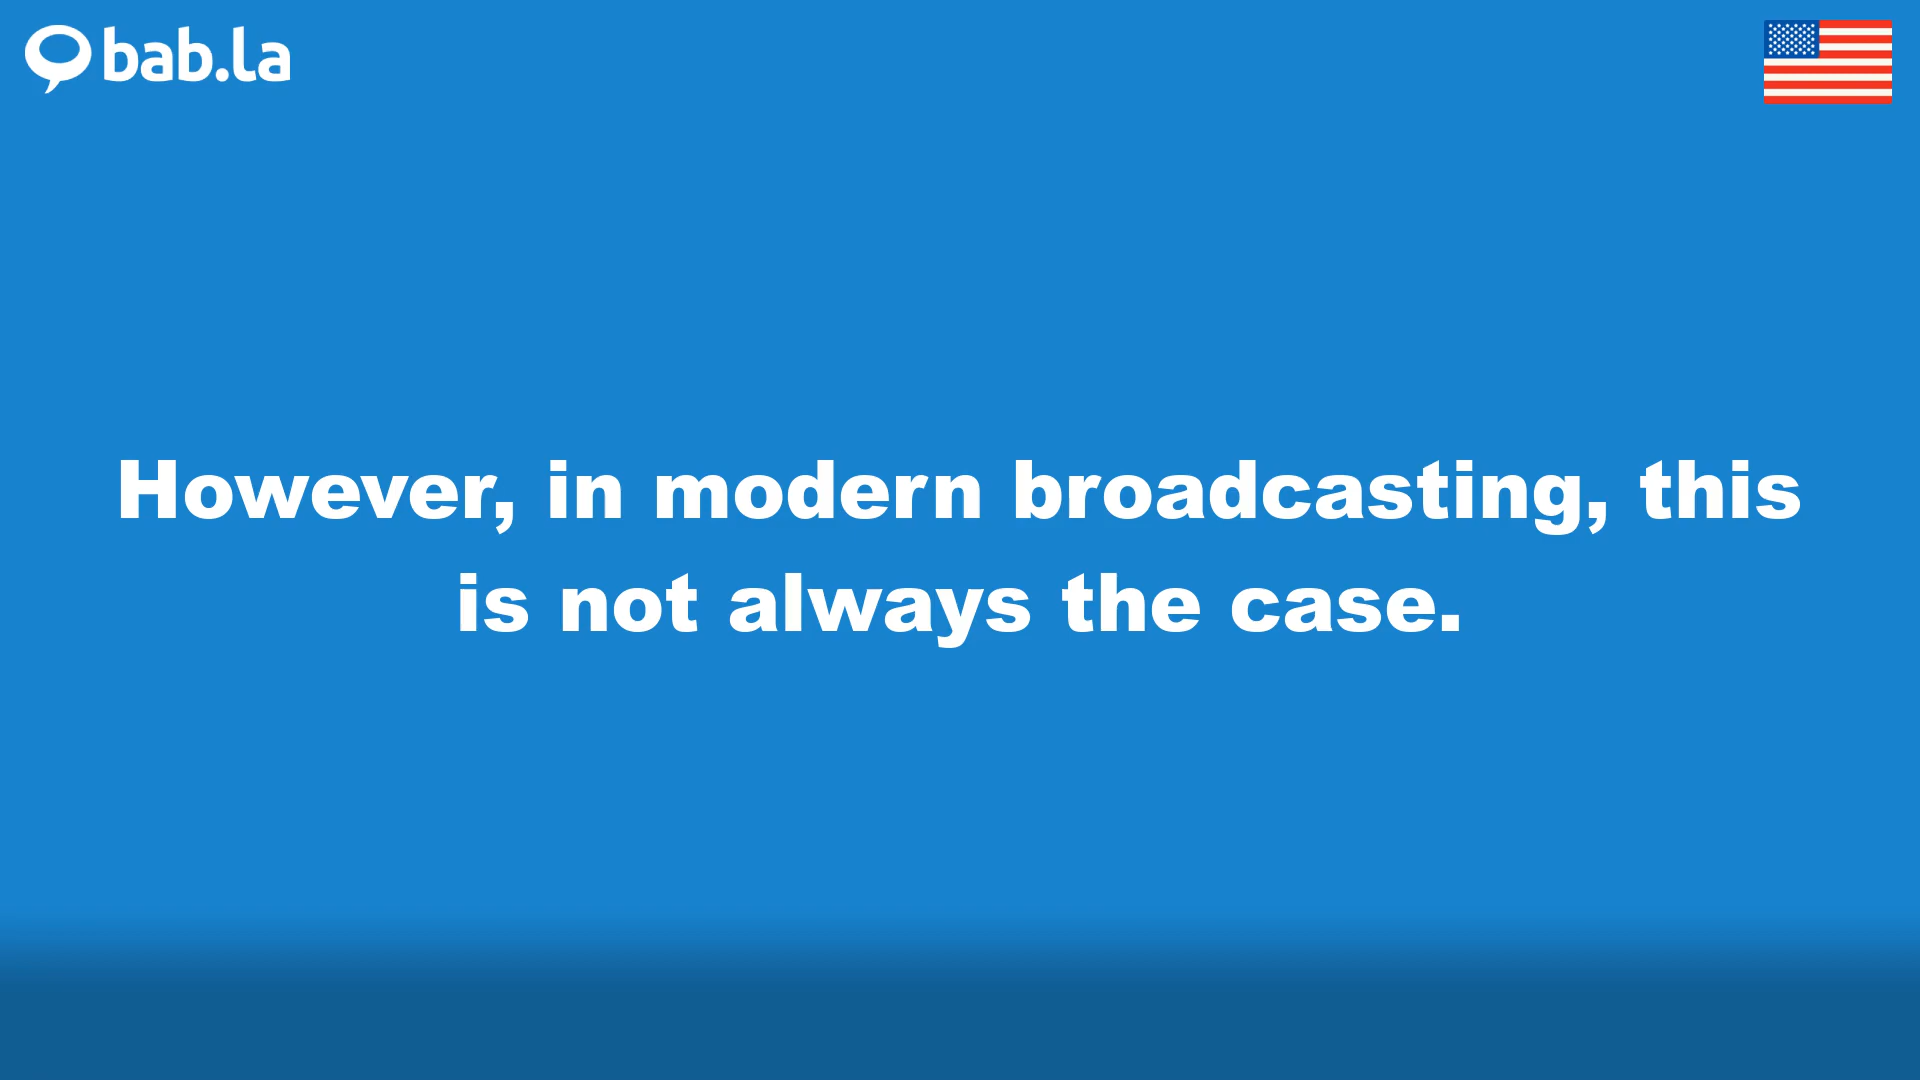 bab.la
However, in modern broadcasting, this
is not always the case.